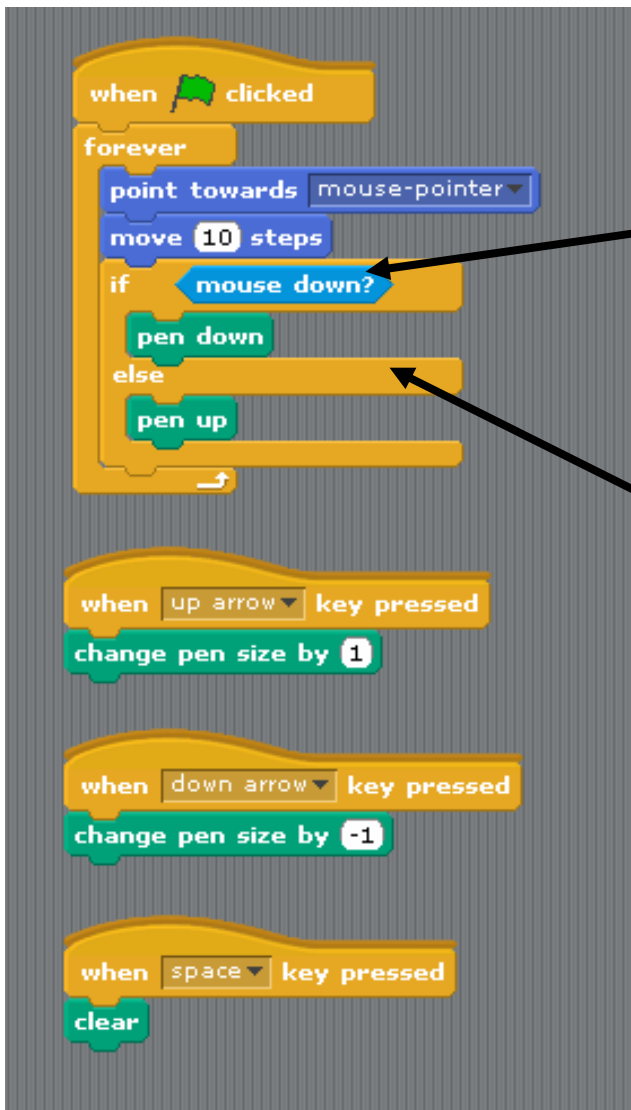 when clicked
forever
point towards mouse-pointer
move 10 steps
if mouse down?
pen down
else
pen up
when up arrow key pressed
change pen size by 1
when down arrow key pressed
change pen size by -1
when space key pressed
clear